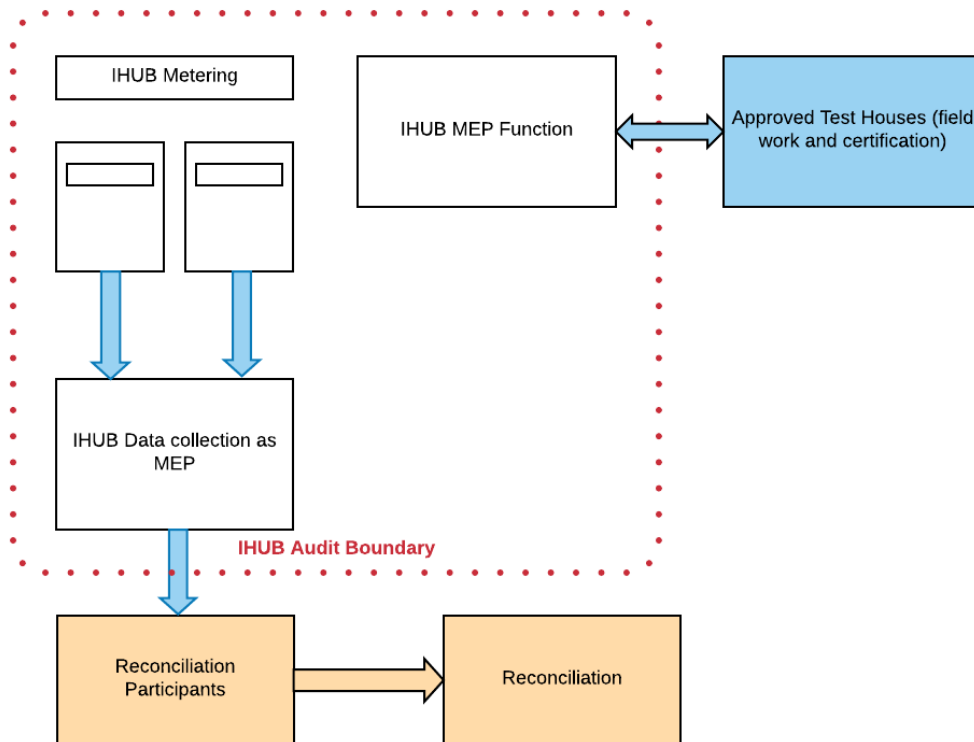 IHUB Metering
IHUB MEP Function
Approved Test Houses (field
work and certification)
IHUB Data collection as
MEP
IHUB Audit Boundary
Reconciliation
Participants
Reconciliation